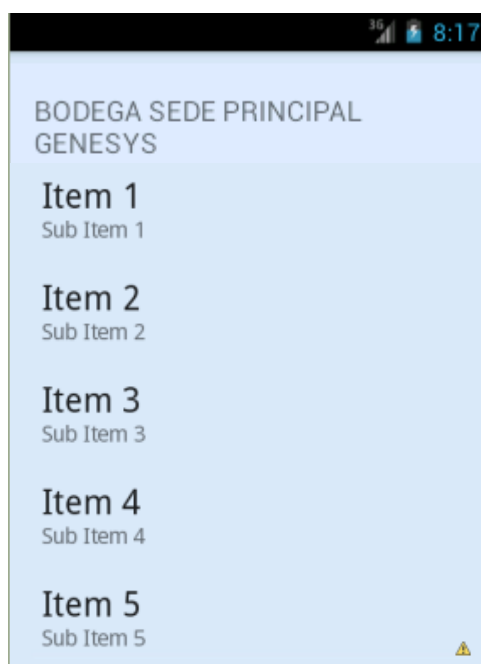 3G 8:17
BODEGA SEDE PRINCIPAL
GENESYS
Item 1
Sub Item 1
Item 2
Sub Item 2
Item 3
Sub Item 3
Item 4
Sub Item 4
Item 5
Sub Item 5